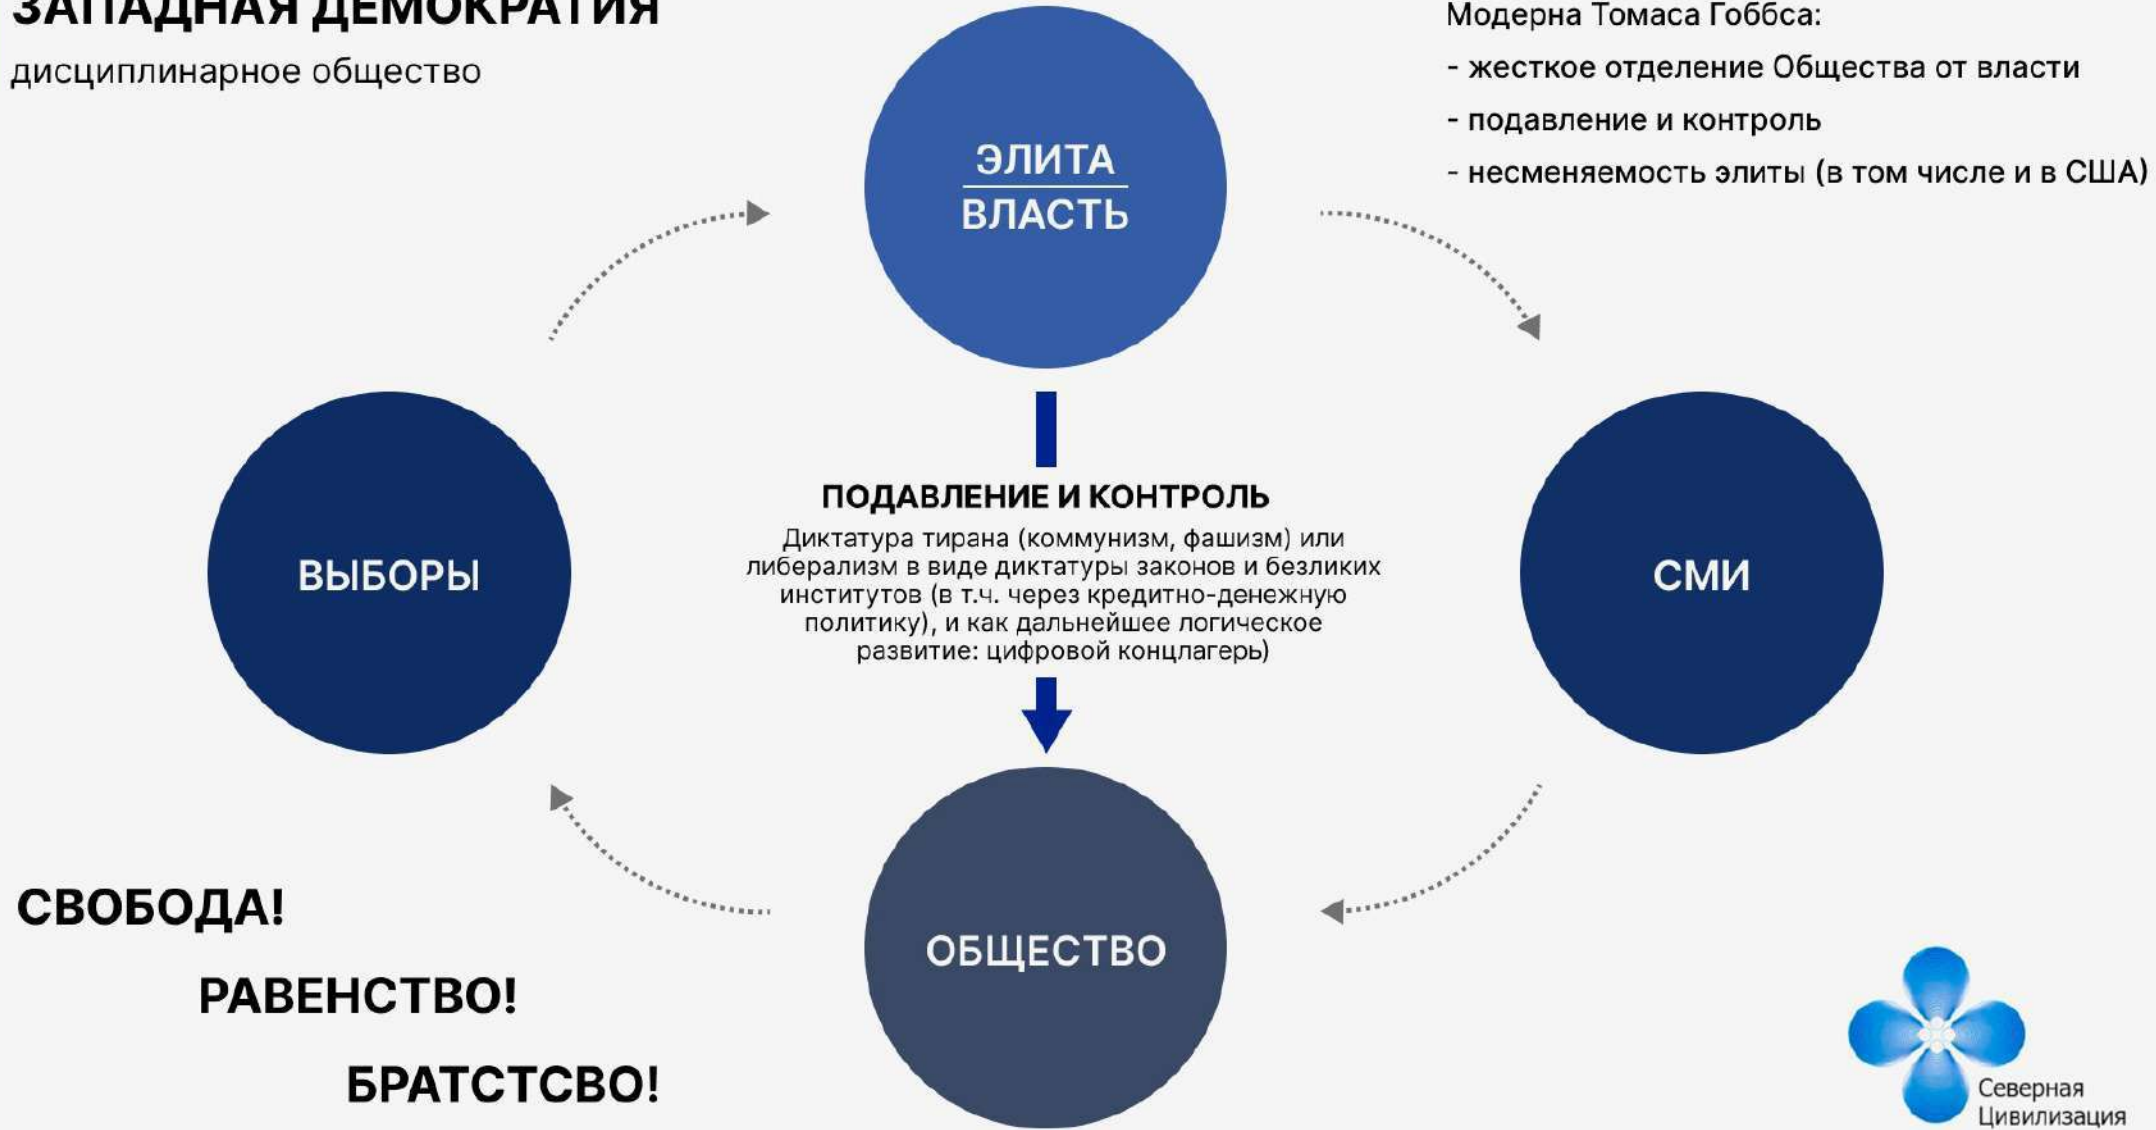 ЗАПАДНАЯ ДЕМОКРАТИЯ
дисциплинарное общество
Модерна Томаса Гоббса:
- жесткое отделение Общества от власти
- подавление и контроль
- несменяемость элиты (в том числе и в США)
ЭЛИТА
ВЛАСТЬ
ВЫБОРЫ
ПОДАВЛЕНИЕ И КОНТРОЛЬ
Диктатура тирана (коммунизм, фашизм) или
либерализм в виде диктатуры законов и безликих
институтов (в т.ч. через кредитно-денежную
политику), и как дальнейшее логическое
развитие: цифровой концлагерь)
СМИ
ОБЩЕСТВО
СВОБОДА!
РАВЕНСТВО!
БРАТСТСВО!
Северная
Цивилизация